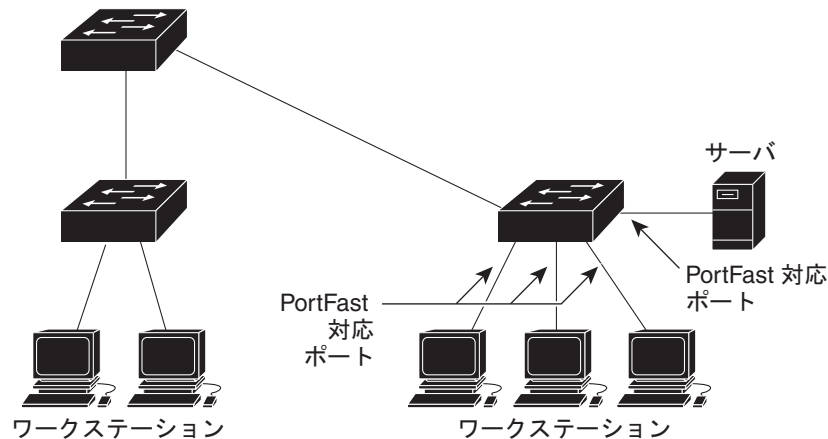 サーバ
PortFast 対応
ポート
PortFast
対応
ポート
ワークステーション
ワークステーション